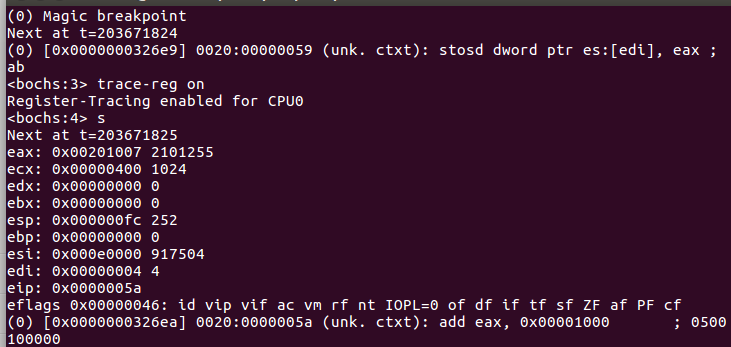 (0) Magic breakpoint
Next at t=203671824
(0) [0x0000000326e9] 0020:00000059 (unk. ctxt): stosd dword ptr es:[edi], eax ;
ab
<bochs:3> trace-reg on
Register-Tracing enabled for CPU0
<bochs:4> s
Next at t=203671825
eax: 0x00201007 2101255
ecx: 0x00000400 1024
edx: 0x00000000 0
ebx: 0x00000000 0
esp: 0x000000fc 252
ebp: 0x00000000 0
esi: 0x000e0000 917504
edi: 0x00000004 4
eip: 0x0000005a
eflags 0x00000046: id vip vif ac vm rf nt IOPL=0 of df if tf sf ZF af PF cf
(0) [0x0000000326ea] 0020:0000005a (unk. ctxt): add eax, 0x00001000       ; 0500
100000